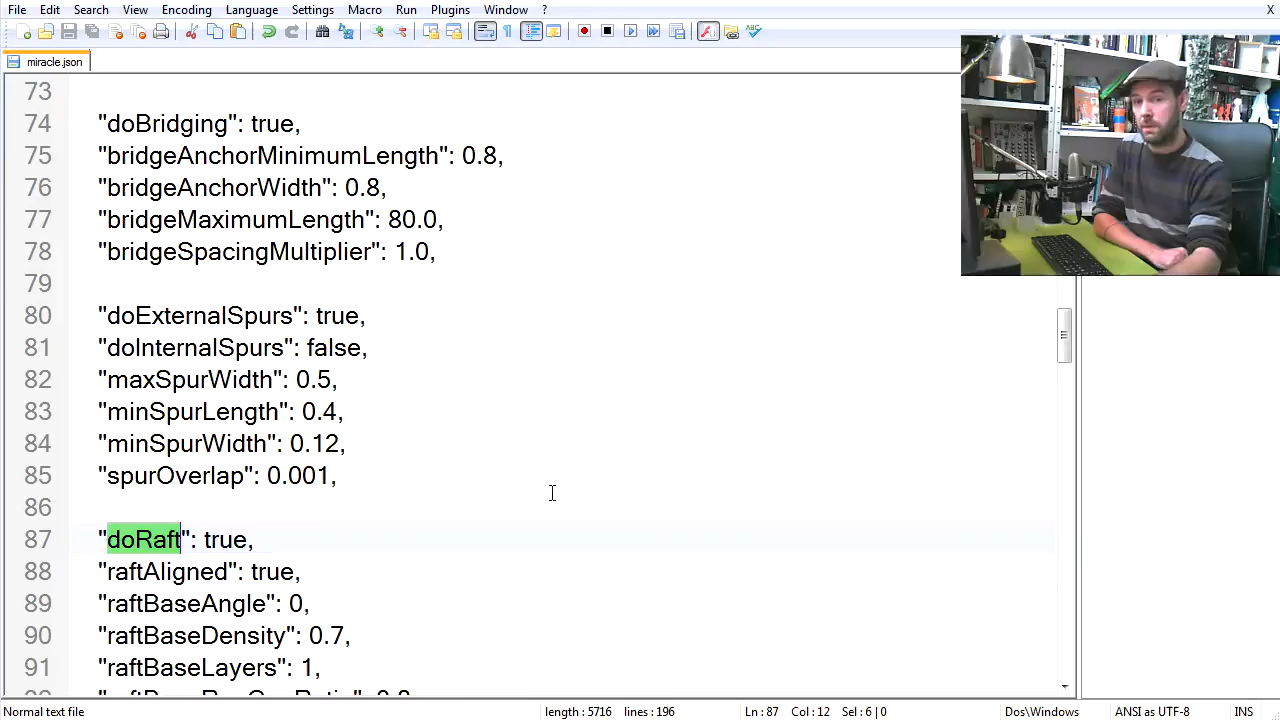 File Edit Search View Encoding Language Settings Macro Run Plugins Window ? X
miracle.json
73
74 "doBridging": true,
75 "bridgeAnchorMinimumLength": 0.8,
76 "bridgeAnchorWidth": 0.8,
77 "bridgeMaximumLength": 80.0,
78 "bridgeSpacingMultiplier": 1.0,
79
80 "doExternalSpurs": true,
81 "doInternalSpurs": false,
82 "maxSpurWidth": 0.5,
83 "minSpurLength": 0.4,
84 "minSpurWidth": 0.12,
85 "spurOverlap": 0.001,
86
87 "doRaft": true,
88 "raftAligned": true,
89 "raftBaseAngle": 0,
90 "raftBaseDensity": 0.7,
91 "raftBaseLayers": 1,
Normal text file length : 5716 lines : 196 Ln : 87 Col : 12 Sel : 6 | 0 Dos\Windows ANSI as UTF-8 INS